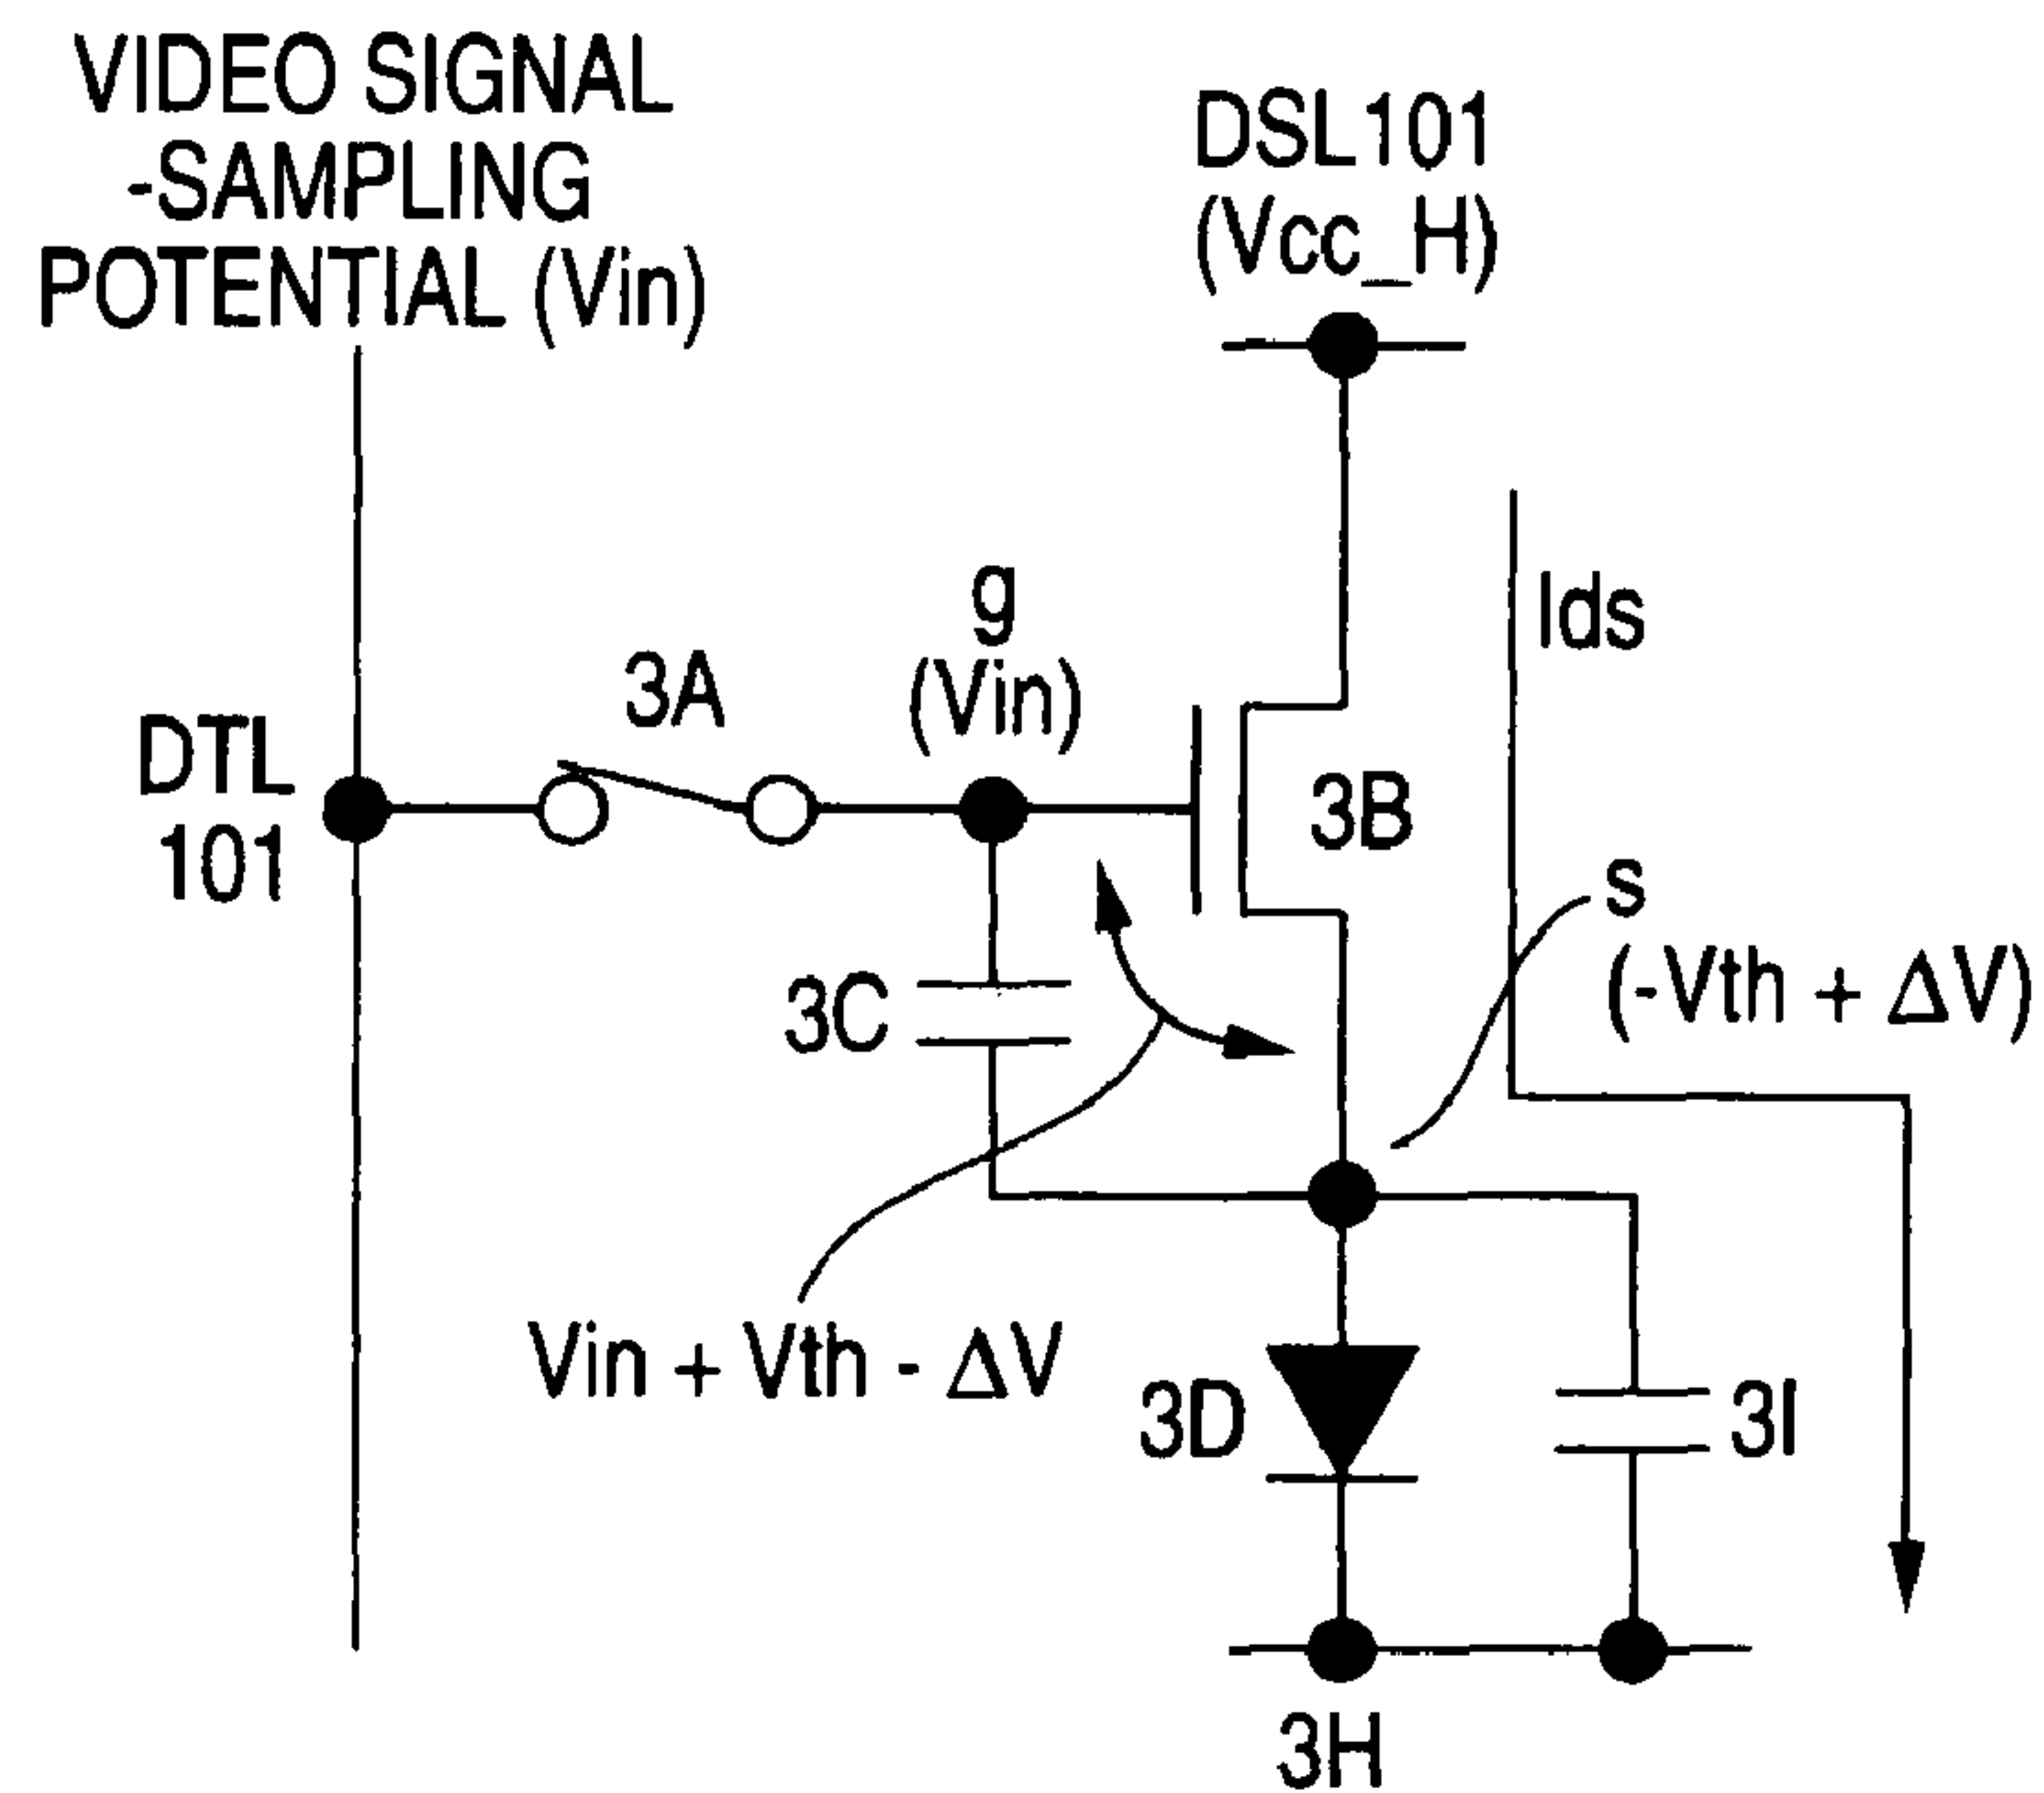 VIDEO SIGNAL
-SAMPLING
POTENTIAL (Vin)
DSL101
(Vcc_H)
g
(Vin)
Ids
3A
DTL
101
3B
s
(-Vth + ΔV)
3C
Vin + Vth - ΔV
3D
3I
3H